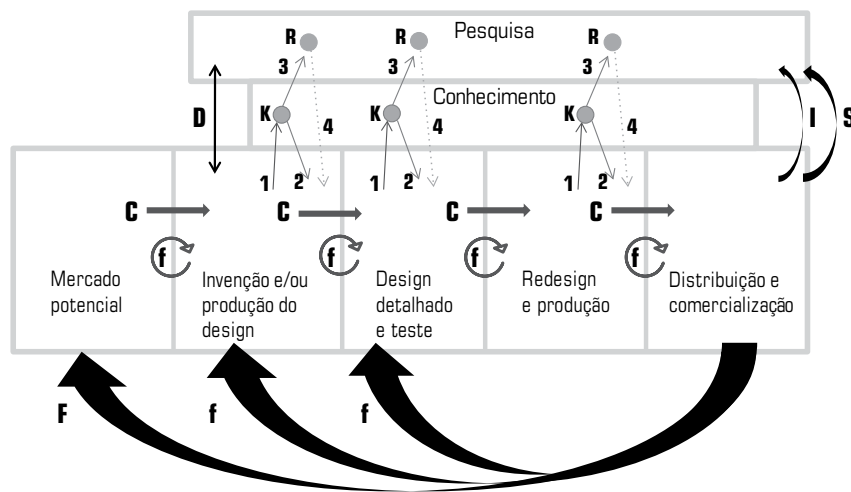 R
R
R
Pesquisa
3
3
3
K
K
K
Conhecimento
D
4
4
4
I
S
1
2
1
2
1
2
C
C
C
C
f
f
f
f
Mercado
potencial
Invenção e/ou
produção do
design
Design
detalhado
e teste
Redesign
e produção
Distribuição e
comercialização
F
f
f